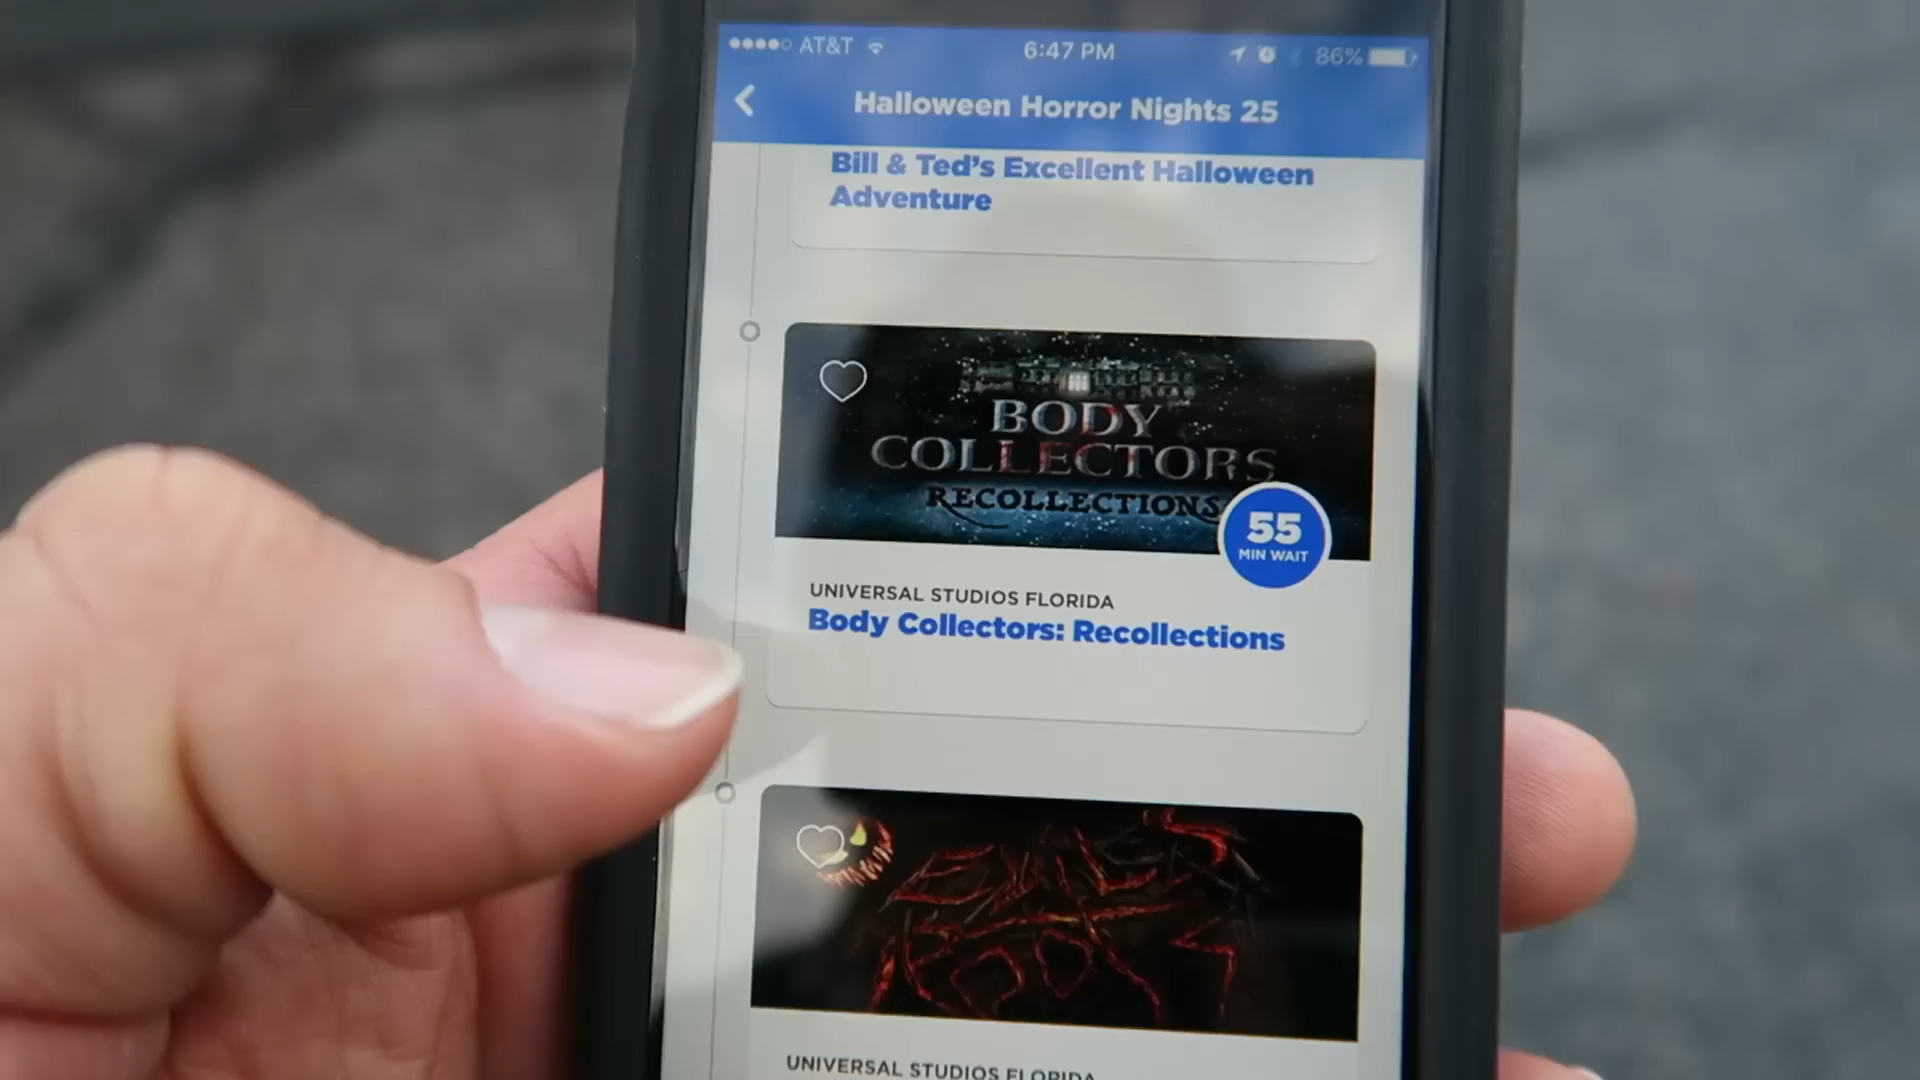 AT&T 6:47 PM 86%
Halloween Horror Nights 25
Bill & Ted's Excellent Halloween
Adventure
BODY
COLLECTORS
RECOLLECTIONS
55
MIN WAIT
UNIVERSAL STUDIOS FLORIDA
Body Collectors: Recollections
UNIVERSAL STUDIOS FLORIDA